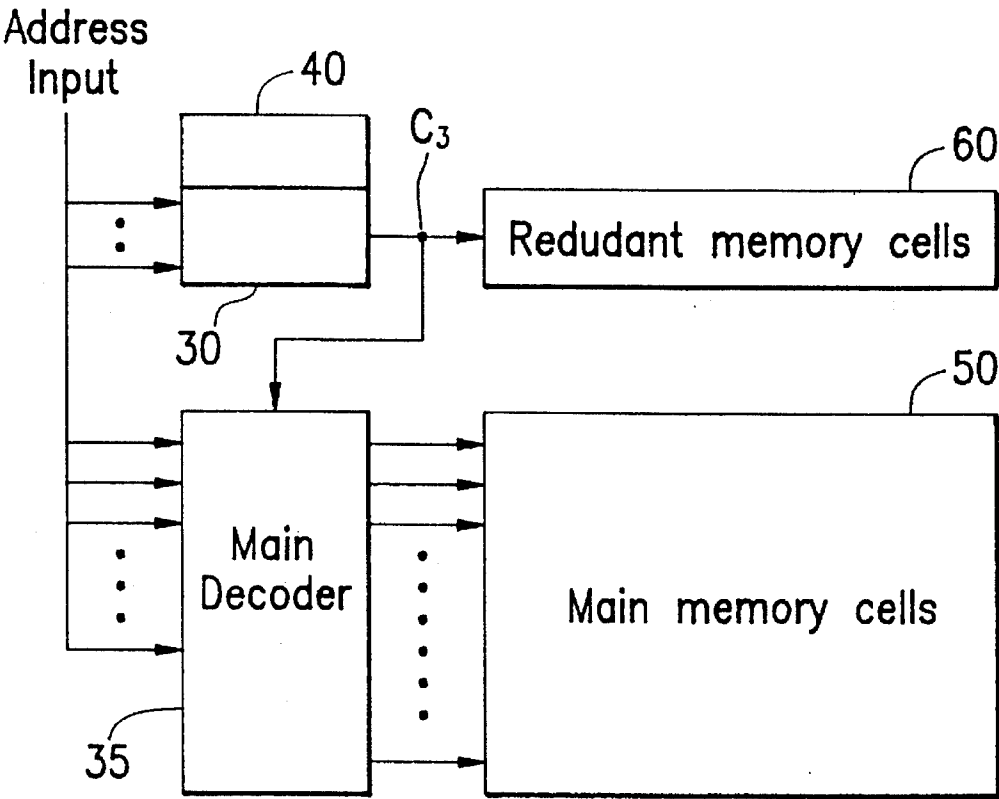 Address
Input
40
C3
60
Redudant memory cells
30
50
Main
Decoder
Main memory cells
35